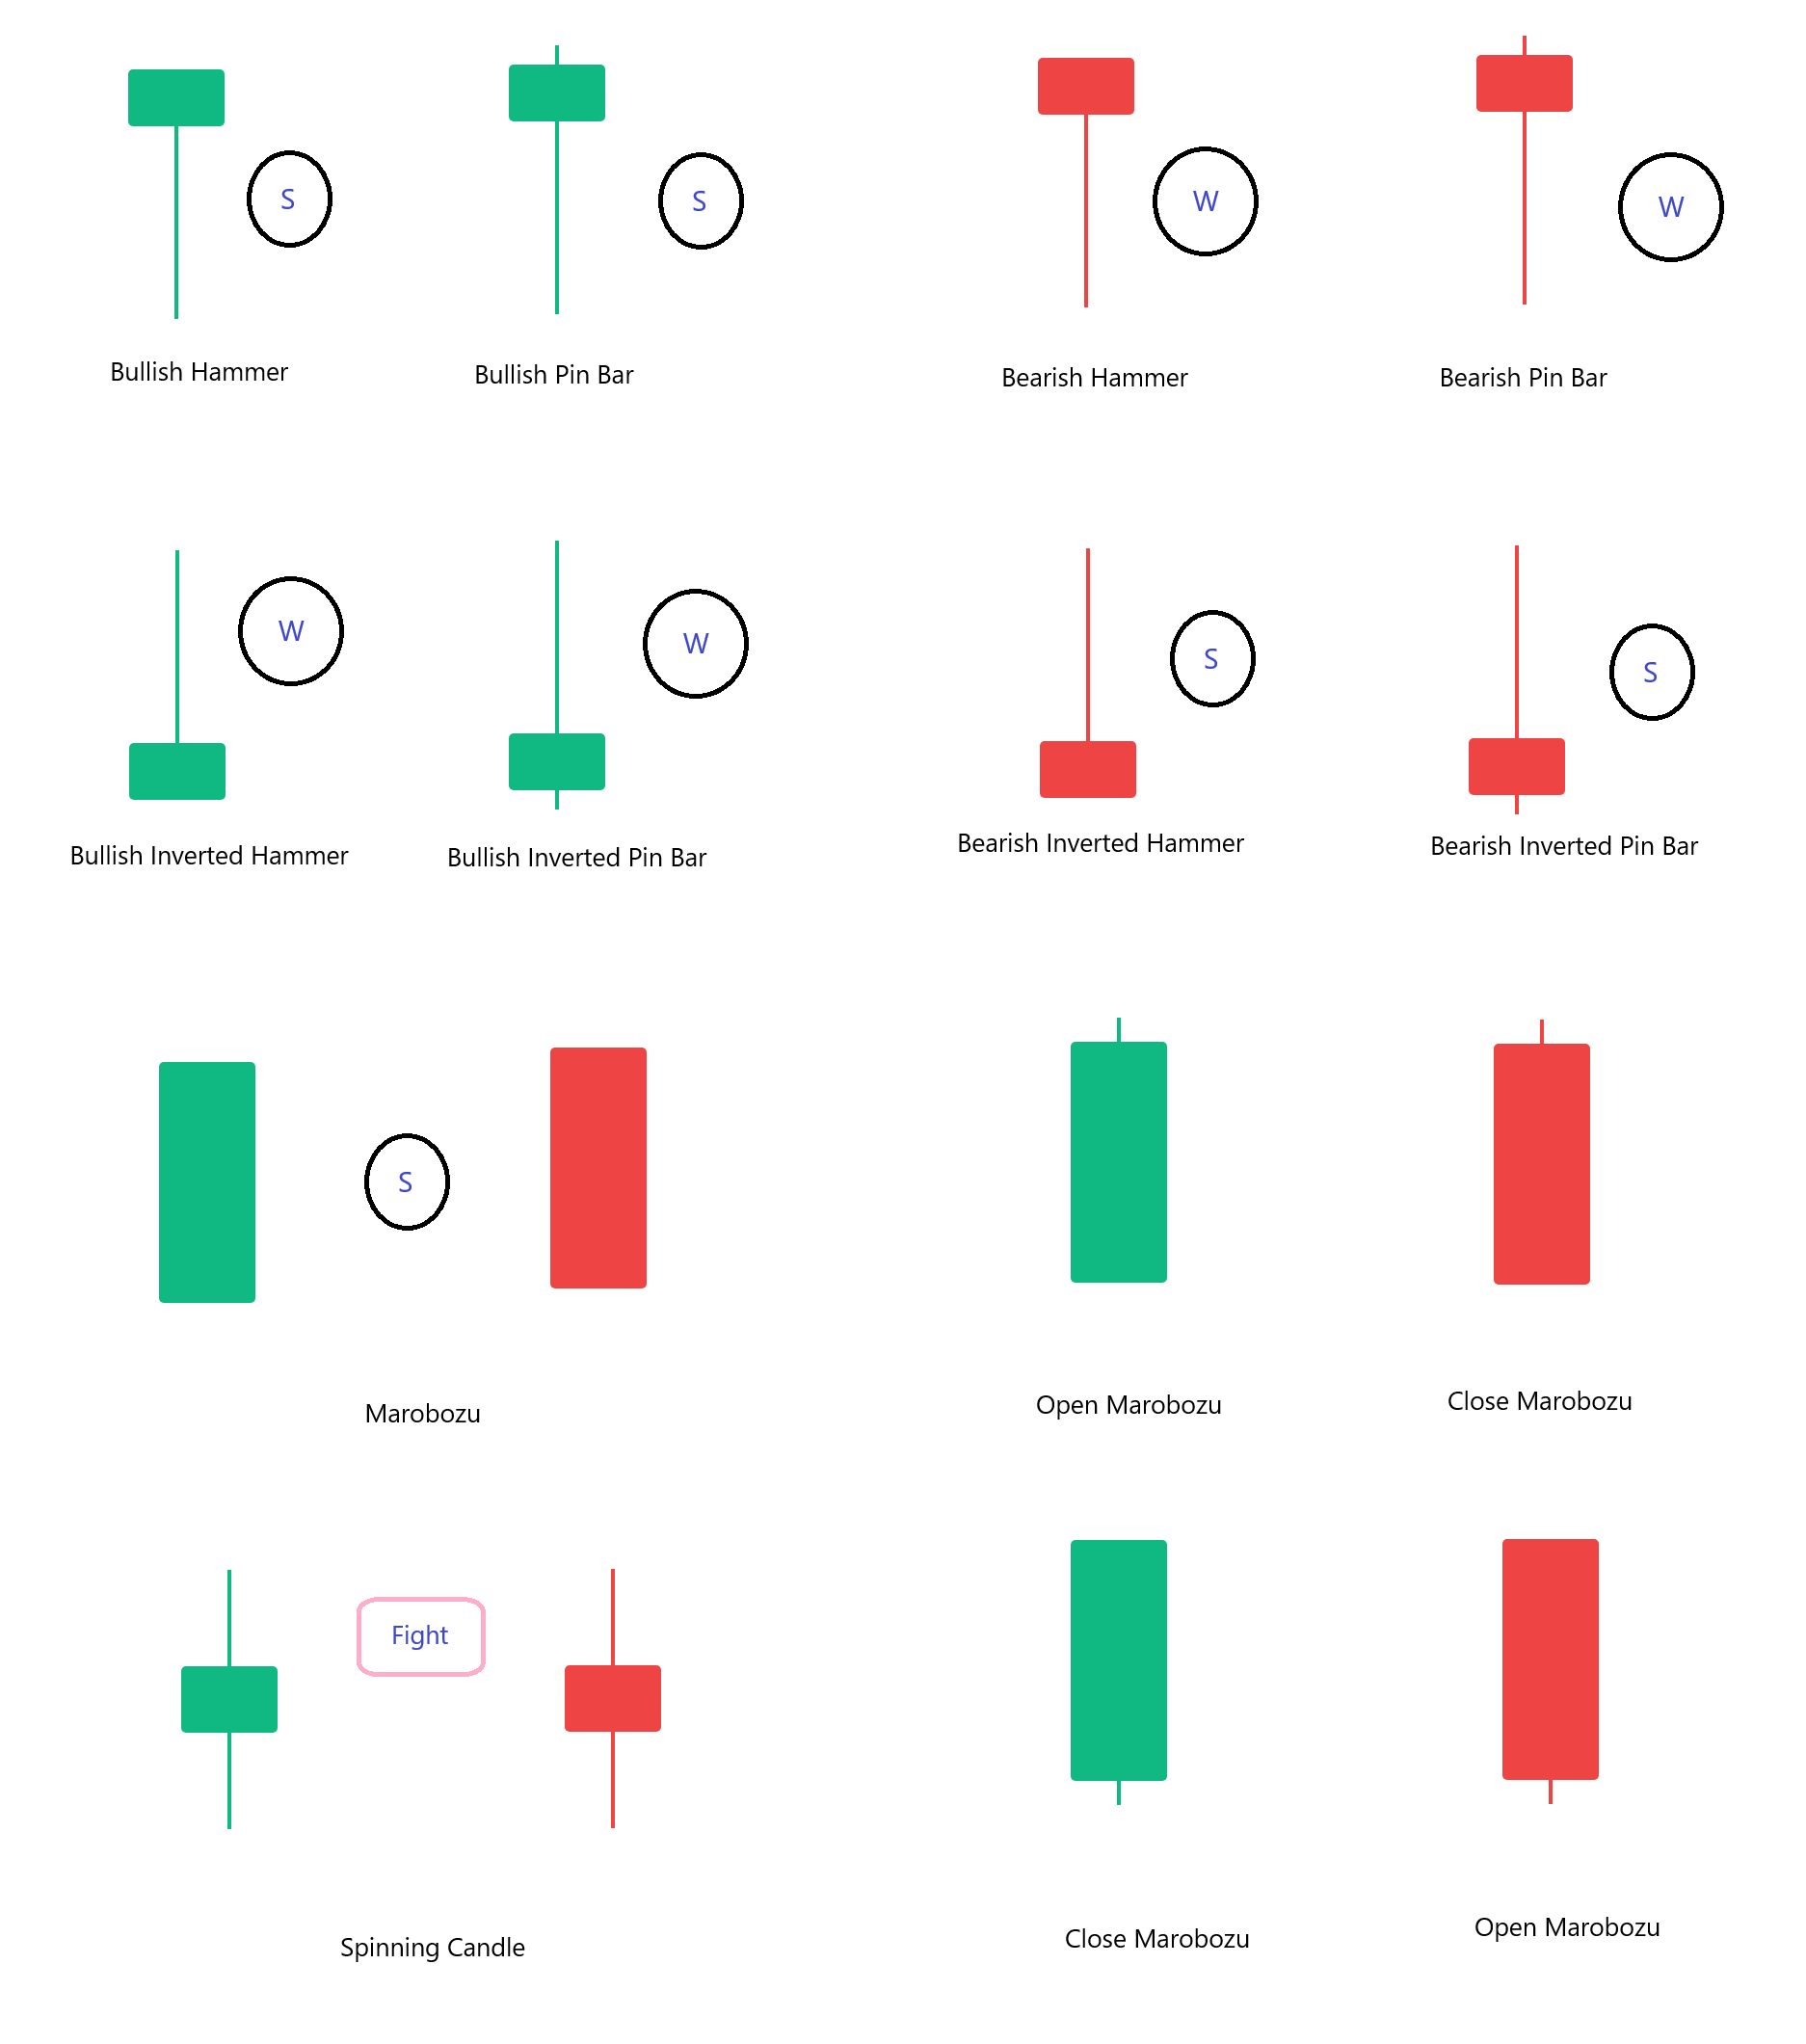 S
S
W
W
Bullish Hammer
Bullish Pin Bar
Bearish Hammer
Bearish Pin Bar
W
W
S
S
Bullish Inverted Hammer
Bullish Inverted Pin Bar
Bearish Inverted Hammer
Bearish Inverted Pin Bar
S
Marobozu
Open Marobozu
Close Marobozu
Fight
Spinning Candle
Close Marobozu
Open Marobozu